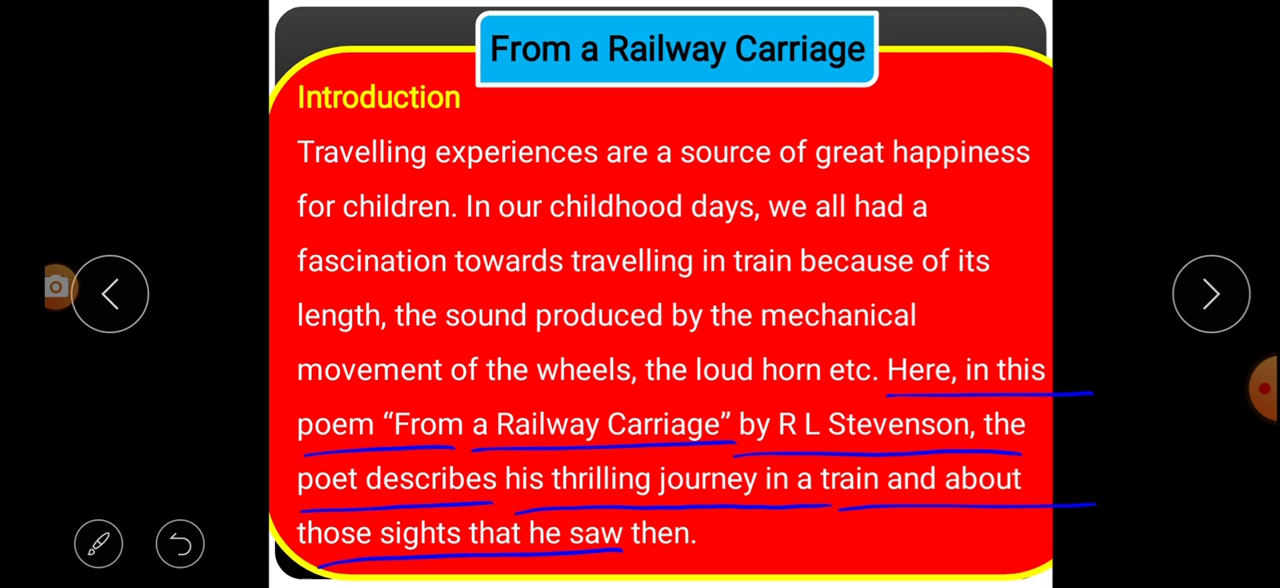 From a Railway Carriage
Introduction
Travelling experiences are a source of great happiness
for children. In our childhood days, we all had a
fascination towards travelling in train because of its
length, the sound produced by the mechanical
movement of the wheels, the loud horn etc. Here, in this
poem “From a Railway Carriage” by R L Stevenson, the
poet describes his thrilling journey in a train and about
those sights that he saw then.